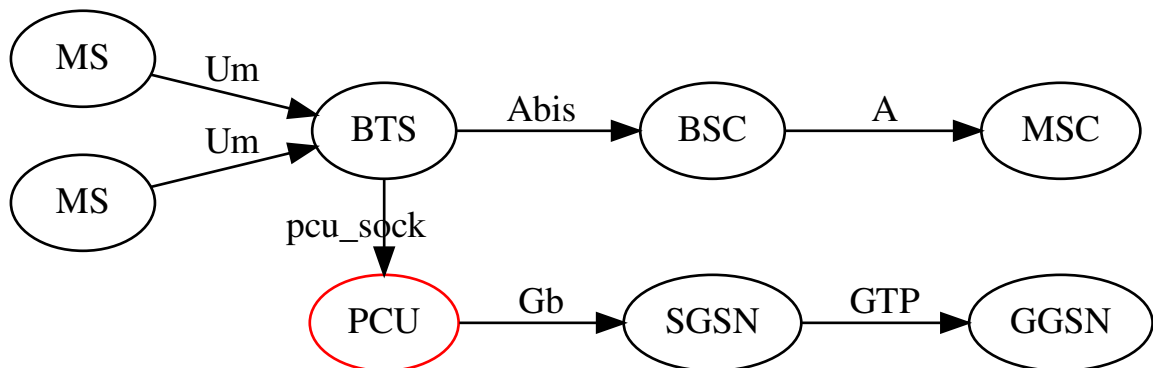 MS
Um
BTS
Abis
BSC
A
MSC
Um
MS
pcu_sock
PCU
Gb
SGSN
GTP
GGSN